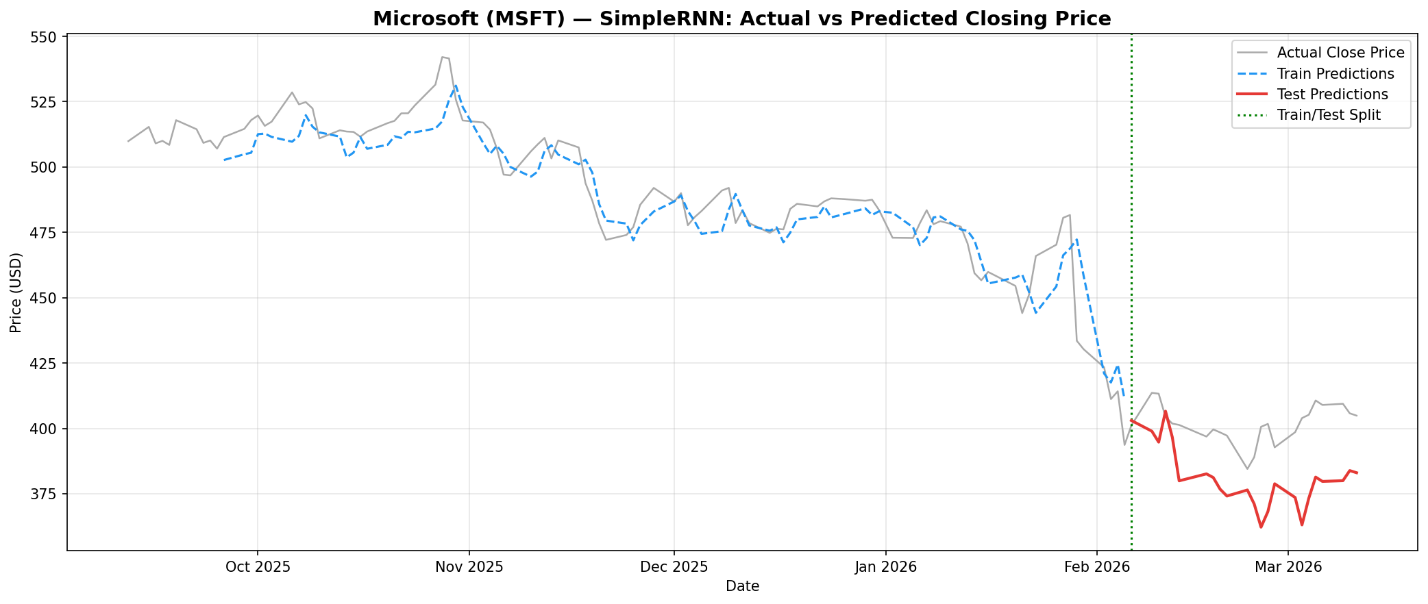 Microsoft (MSFT) — SimpleRNN: Actual vs Predicted Closing Price
Price (USD)
550
525
500
475
450
425
400
375
Actual Close Price
Train Predictions
Test Predictions
Train/Test Split
Oct 2025
Nov 2025
Dec 2025
Jan 2026
Feb 2026
Mar 2026
Date